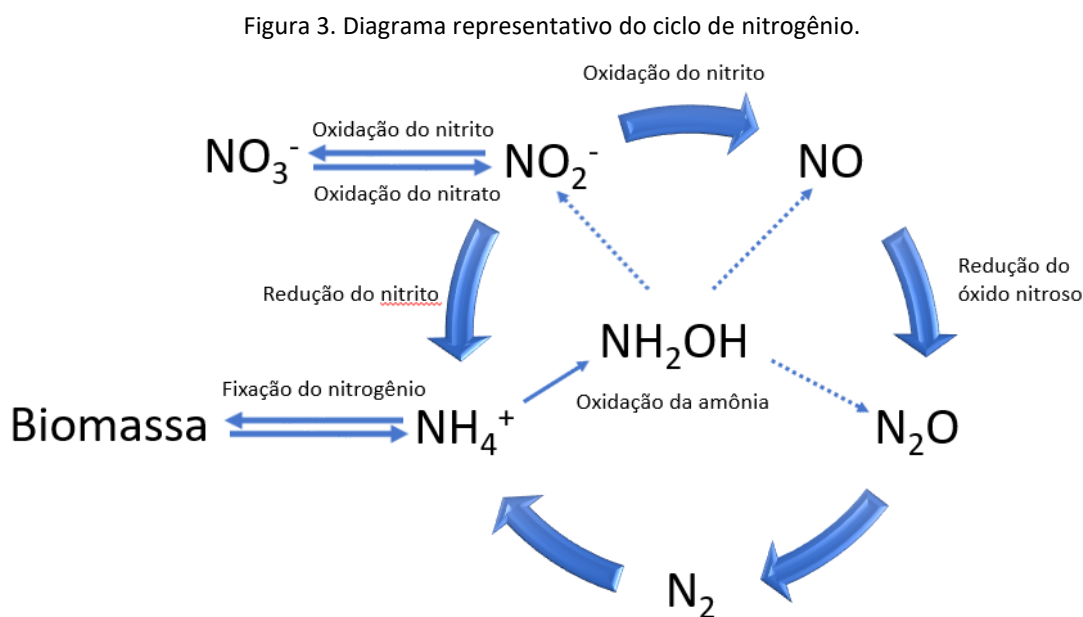 Figura 3. Diagrama representativo do ciclo de nitrogênio.
Oxidação do nitrito
Oxidação do nitrito
NO₃⁻
NO₂⁻
NO
Oxidação do nitrato
Redução do nitrito
Redução do
óxido nitroso
NH₂OH
Fixação do nitrogênio
Oxidação da amônia
Biomassa
NH₄⁺
N₂O
N₂